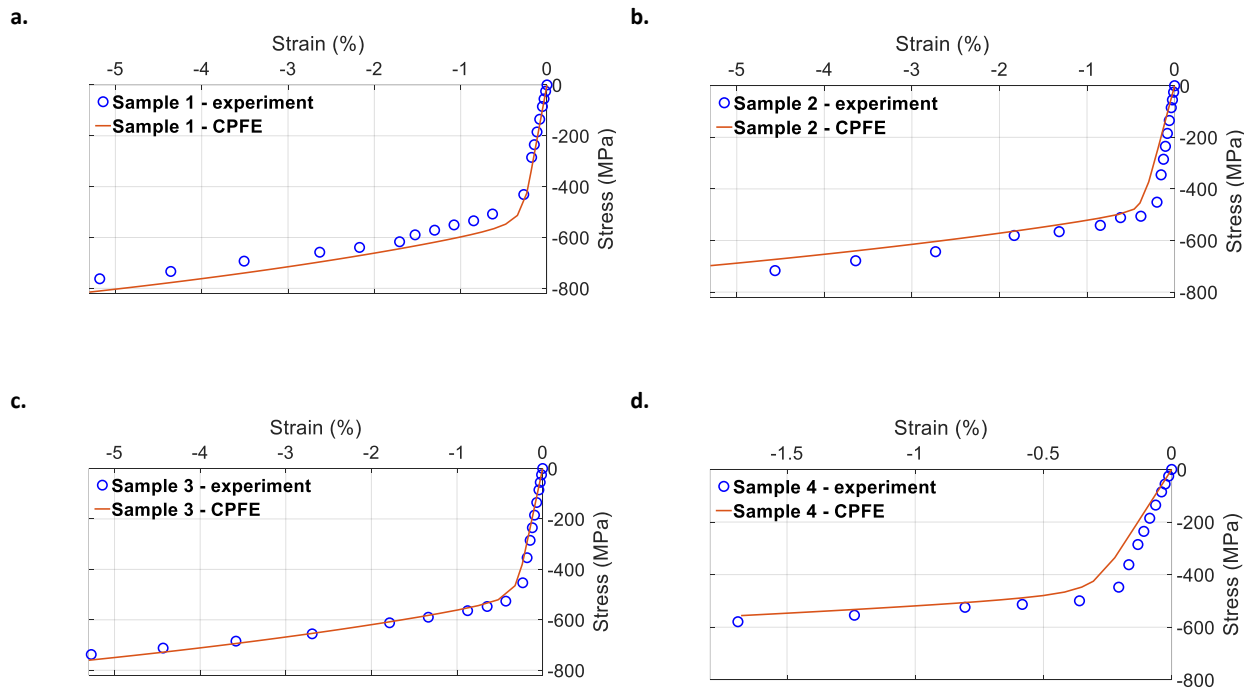 a.
Strain (%)
-5 -4 -3 -2 -1 0
Sample 1 - experiment
Sample 1 - CPFE
0
-200
-400
-600
-800
Stress (MPa)
b.
Strain (%)
-5 -4 -3 -2 -1 0
Sample 2 - experiment
Sample 2 - CPFE
0
-200
-400
-600
-800
Stress (MPa)
c.
Strain (%)
-5 -4 -3 -2 -1 0
Sample 3 - experiment
Sample 3 - CPFE
0
-200
-400
-600
-800
Stress (MPa)
d.
Strain (%)
-1.5 -1 -0.5 0
Sample 4 - experiment
Sample 4 - CPFE
0
-200
-400
-600
-800
Stress (MPa)